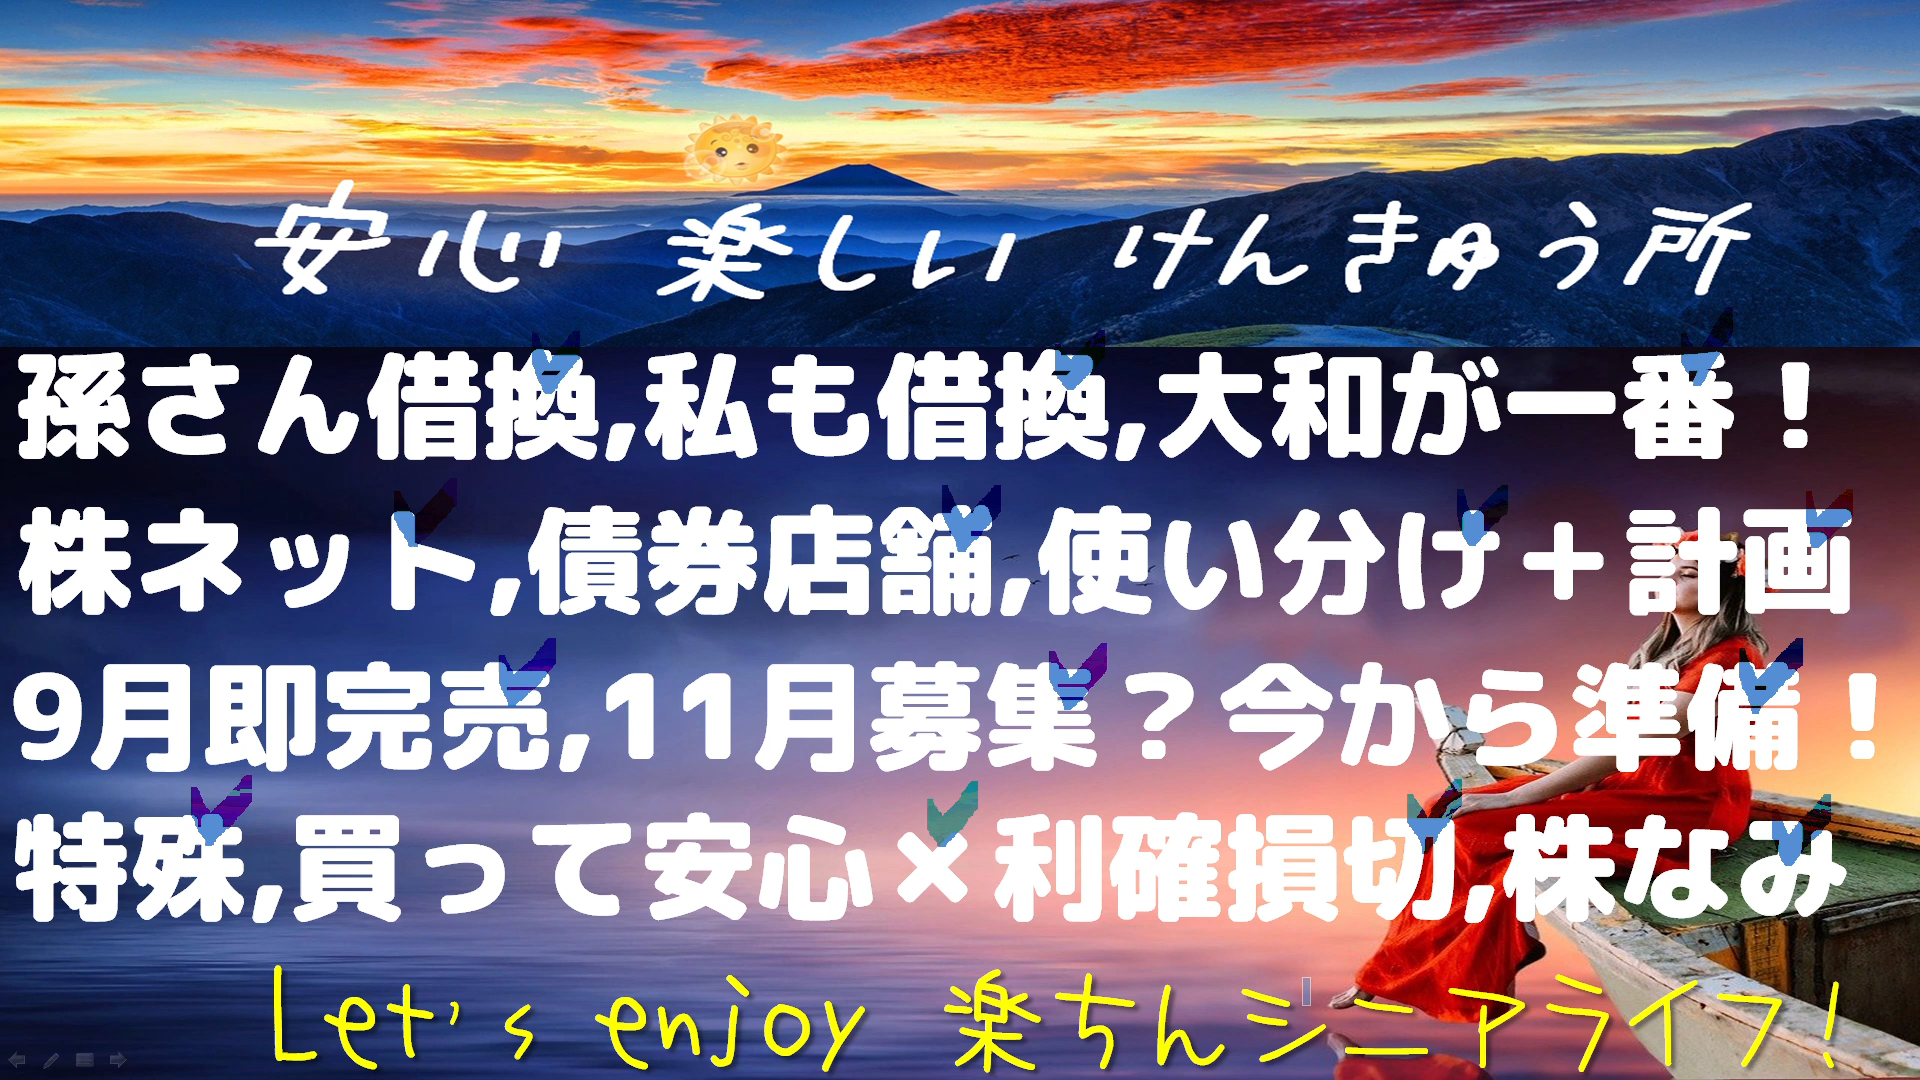 安心 楽しい けんきゅう所
孫さん借換,私も借換,大和が一番！
株ネット,債券店舗,使い分け＋計画
9月即完売,11月募集？今から準備！
特殊,買って安心×利確損切,株なみ
Let's enjoy 楽ちんシニアライフ!